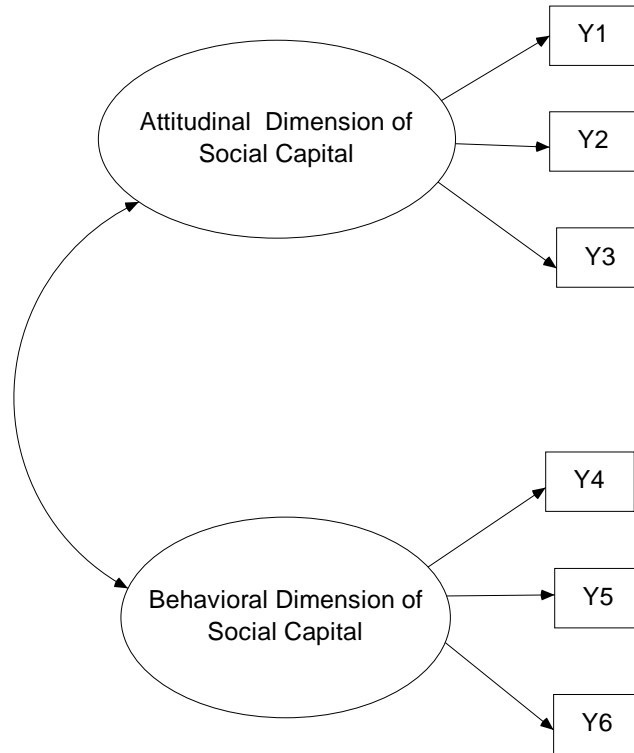 Y1
Attitudinal  Dimension of
Social Capital
Y2
Y3
Y4
Behavioral Dimension of
Social Capital
Y5
Y6